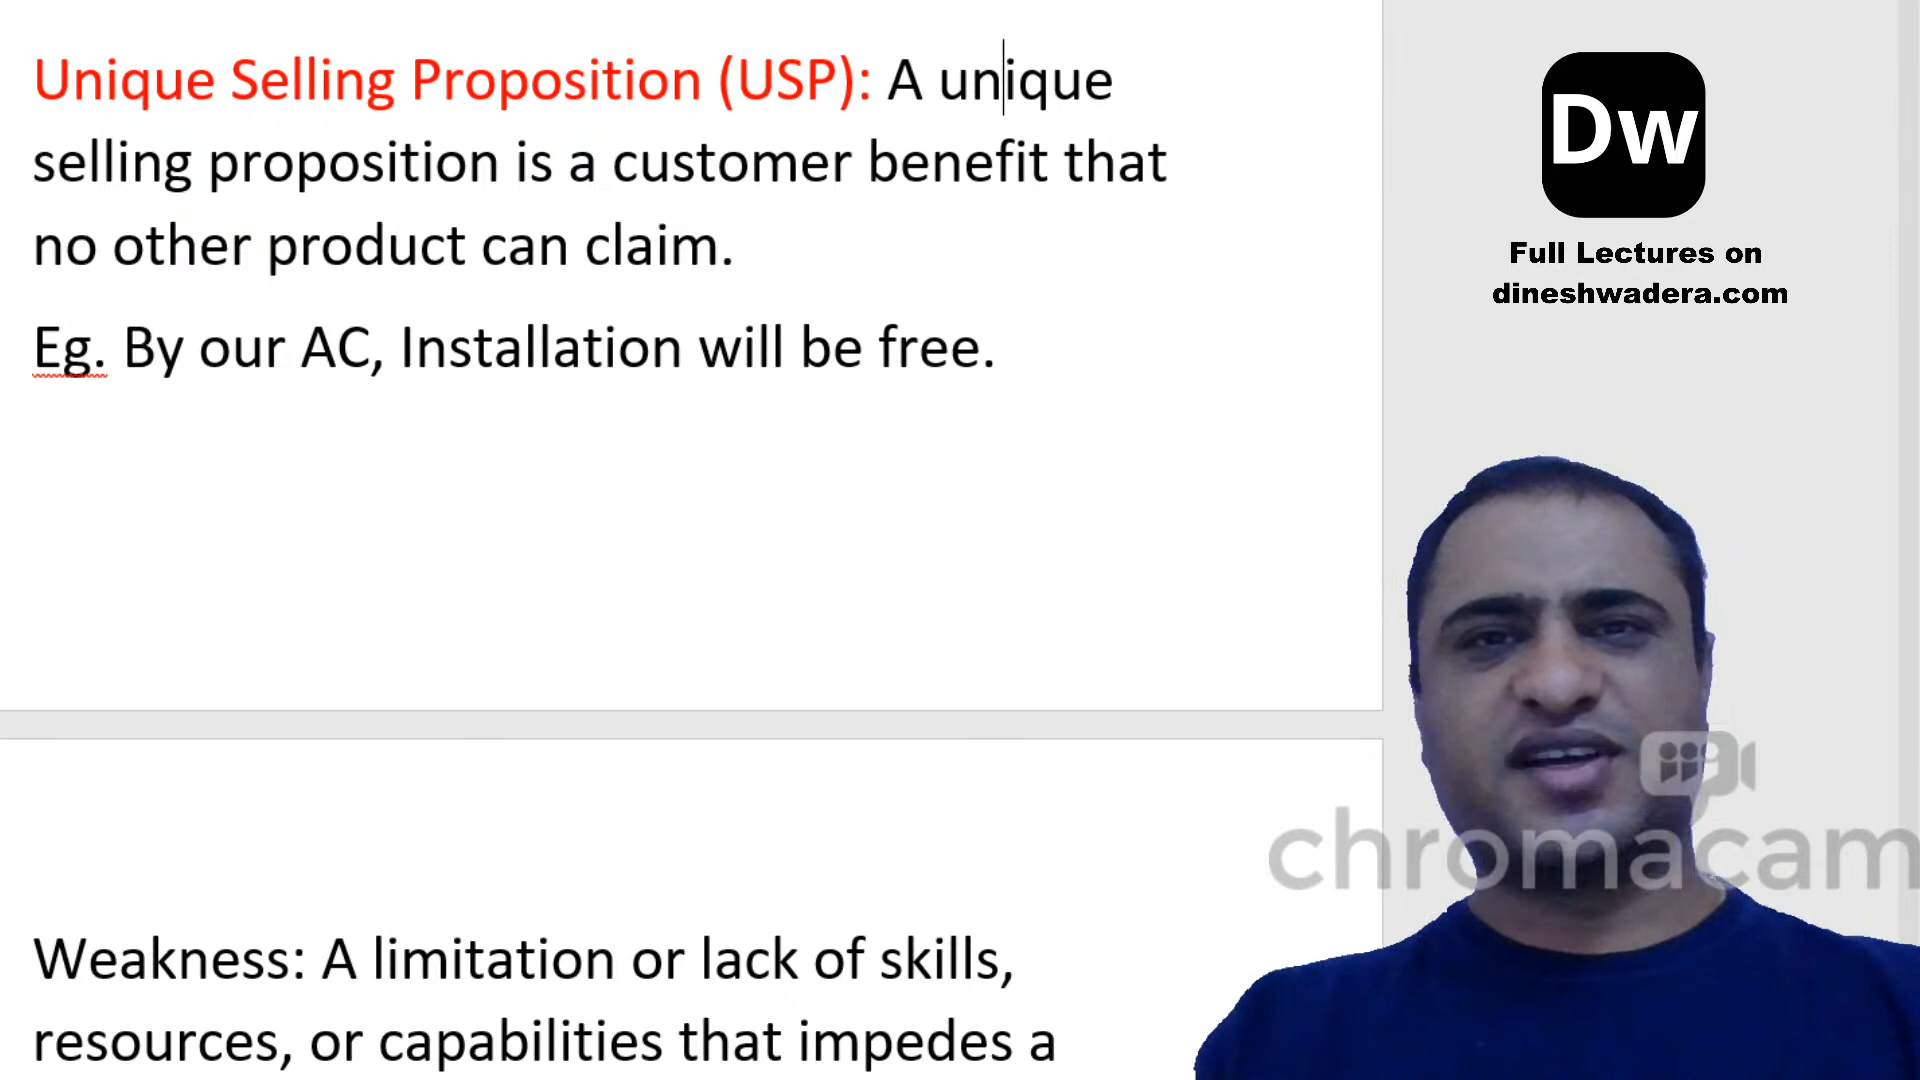 Unique Selling Proposition (USP): A unique
selling proposition is a customer benefit that
no other product can claim.
Eg. By our AC, Installation will be free.
Weakness: A limitation or lack of skills,
resources, or capabilities that impedes a
Dw
Full Lectures on
dineshwadera.com
chromacam